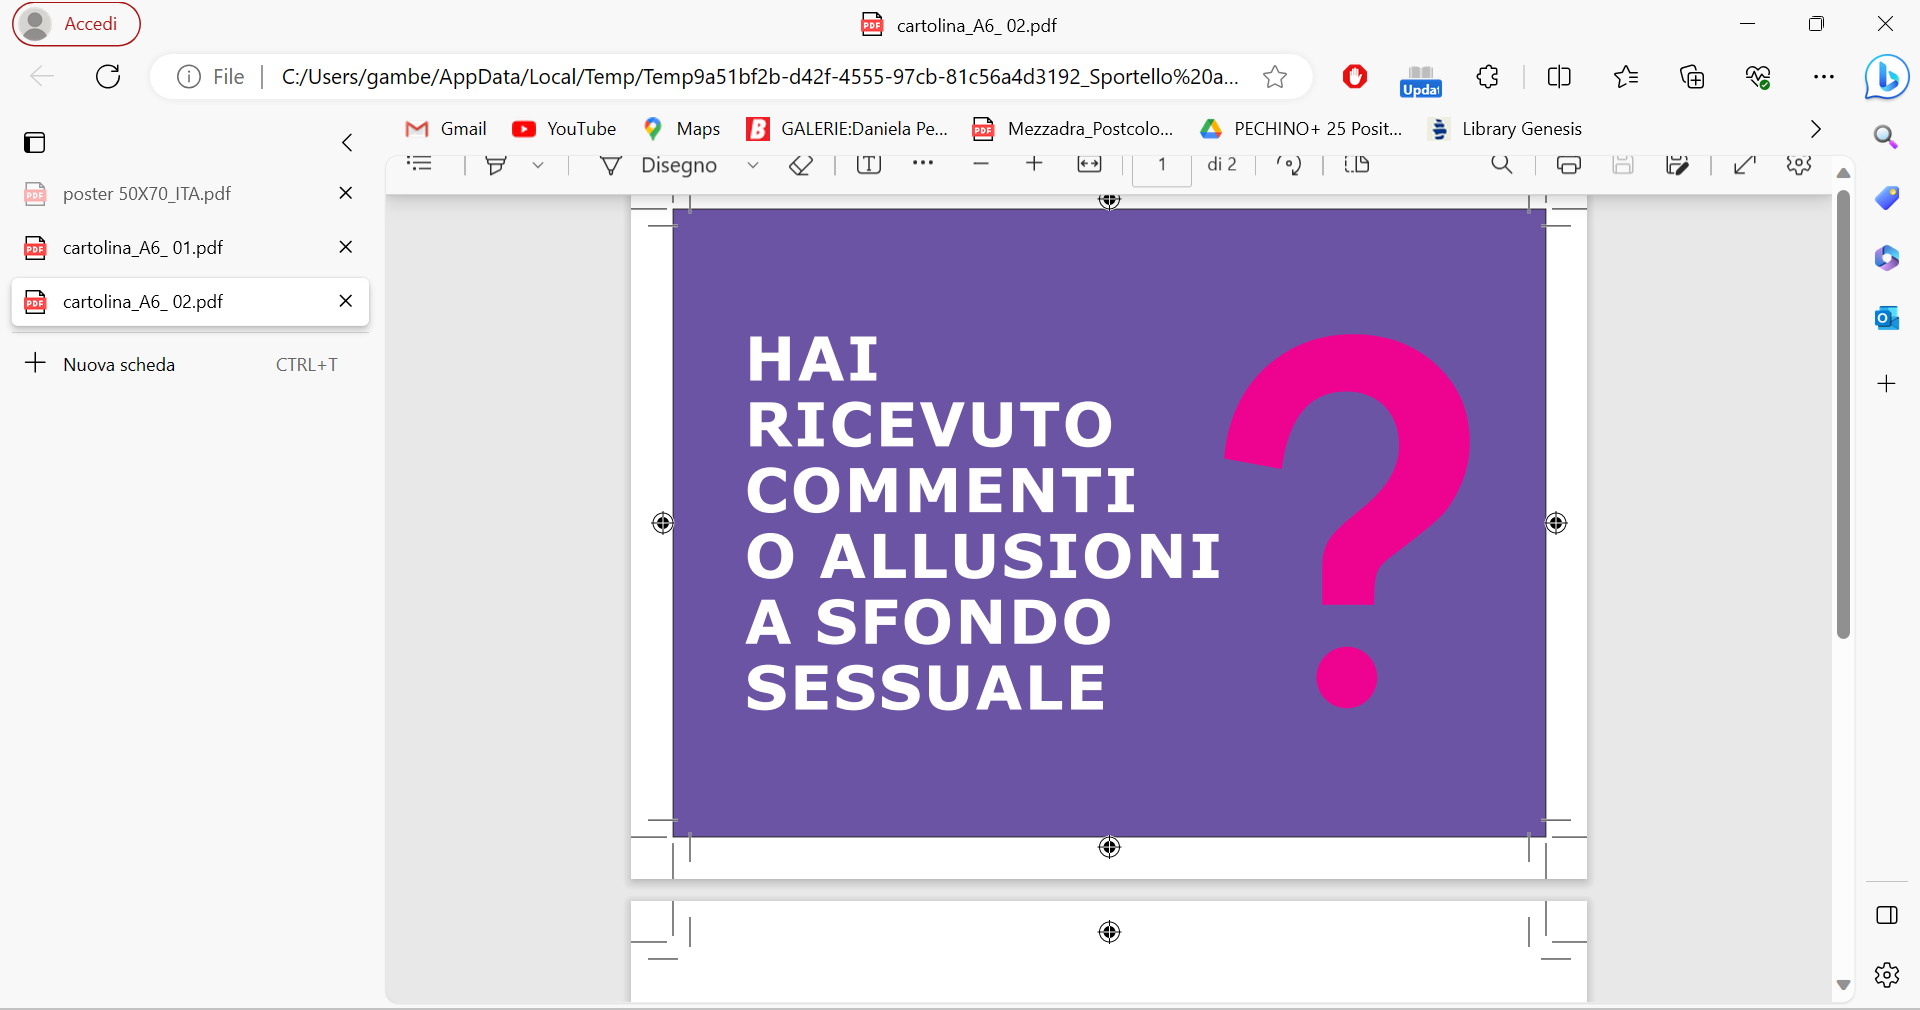 Accedi
cartolina_A6_ 02.pdf
File
C:/Users/gambe/AppData/Local/Temp/Temp9a51bf2b-d42f-4555-97cb-81c56a4d3192_Sportello%20a...
Updat
Gmail
YouTube
Maps
GALERIE:Daniela Pe...
Mezzadra_Postcolo...
PECHINO+ 25 Posit...
Library Genesis
poster 50X70_ITA.pdf
cartolina_A6_ 01.pdf
cartolina_A6_ 02.pdf
Nuova scheda
CTRL+T
Disegno
1
di 2
HAI
RICEVUTO
COMMENTI
O ALLUSIONI
A SFONDO
SESSUALE
?